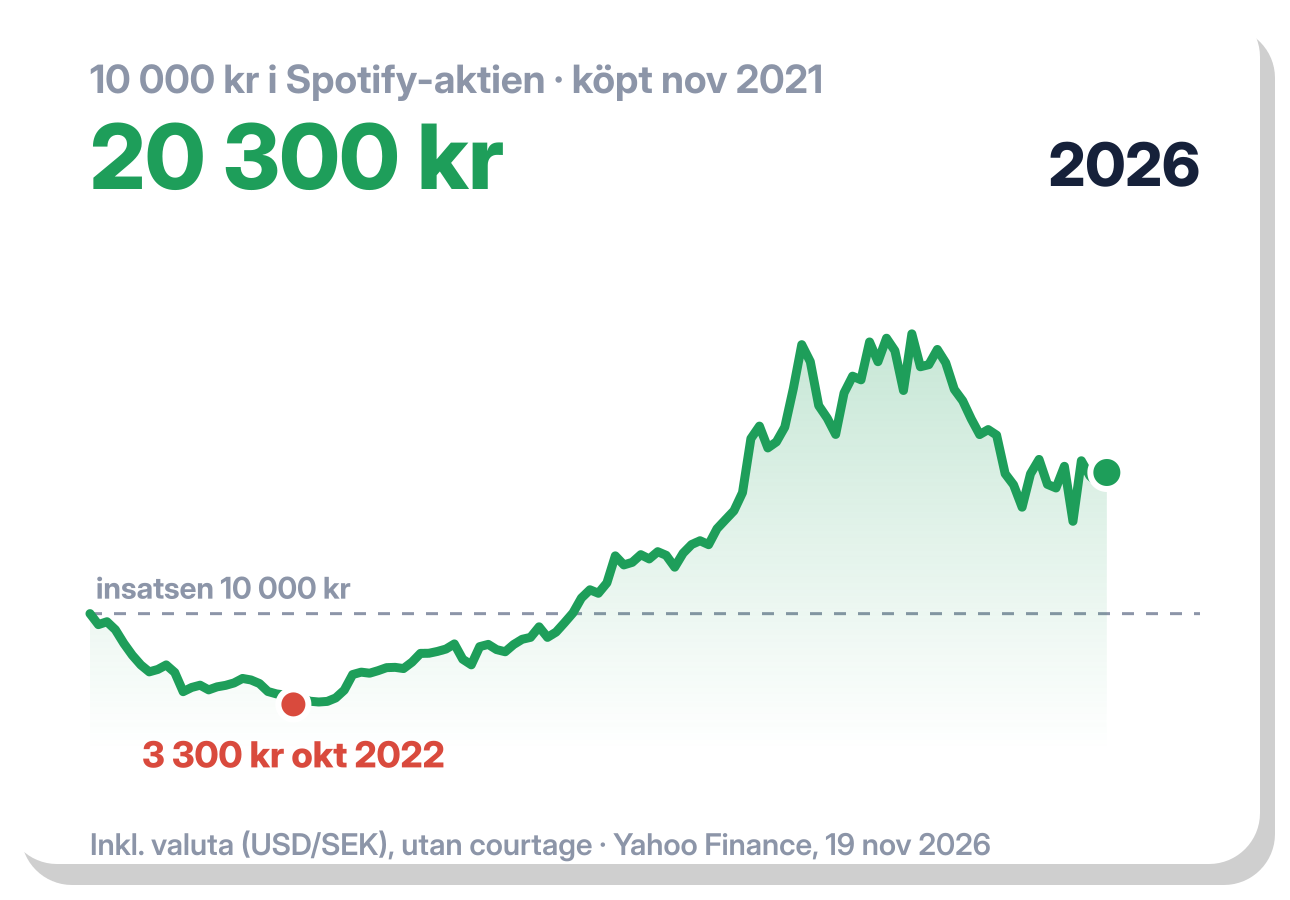 10 000 kr i Spotify-aktien · köpt nov 2021
20 300 kr
2026
insatsen 10 000 kr
3 300 kr okt 2022
Inkl. valuta (USD/SEK), utan courtage · Yahoo Finance, 19 nov 2026